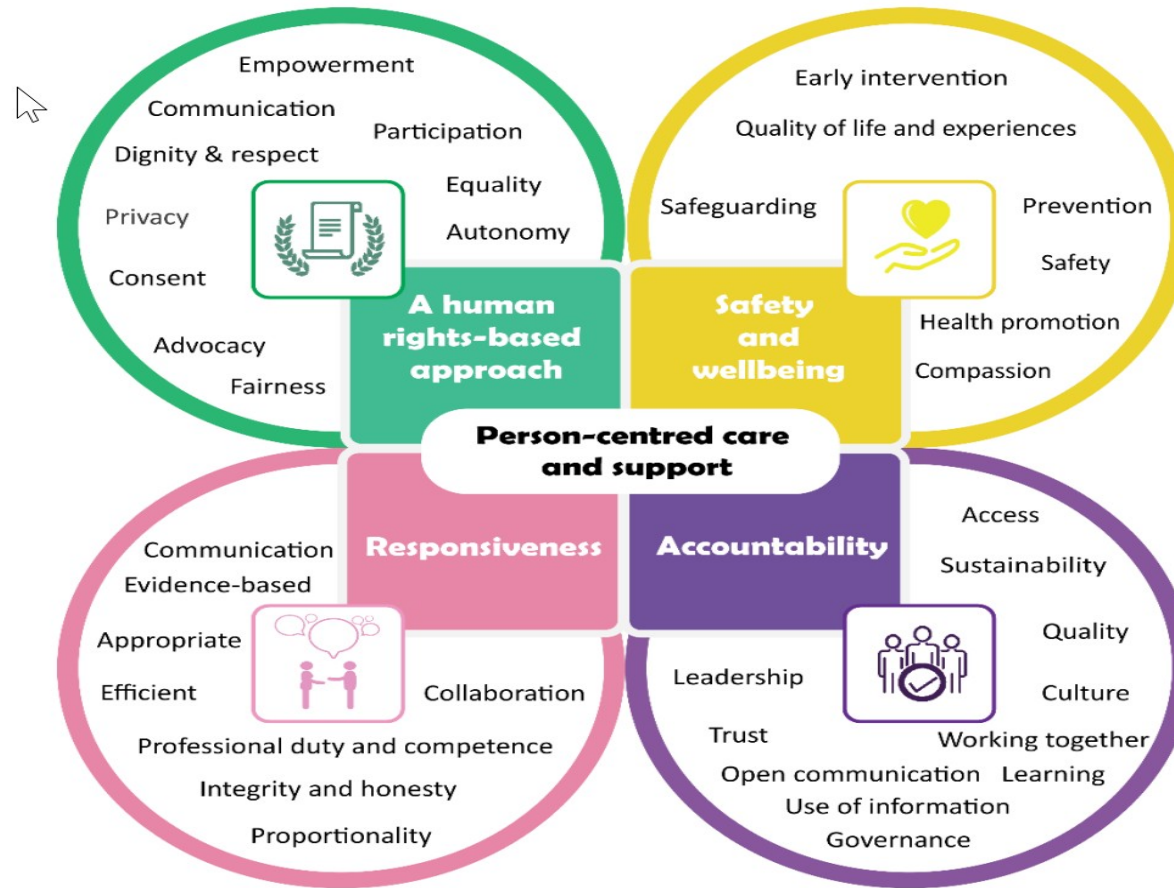 Empowerment
Communication
Participation
Dignity & respect
Equality
Privacy
Autonomy
Consent
Advocacy
Fairness
A human
rights-based
approach
Early intervention
Quality of life and experiences
Safeguarding
Prevention
Safety
Health promotion
Compassion
Safety
and
wellbeing
Person-centred care
and support
Responsiveness
Communication
Evidence-based
Appropriate
Efficient
Collaboration
Professional duty and competence
Integrity and honesty
Proportionality
Accountability
Access
Sustainability
Quality
Leadership
Culture
Trust
Working together
Open communication
Learning
Use of information
Governance